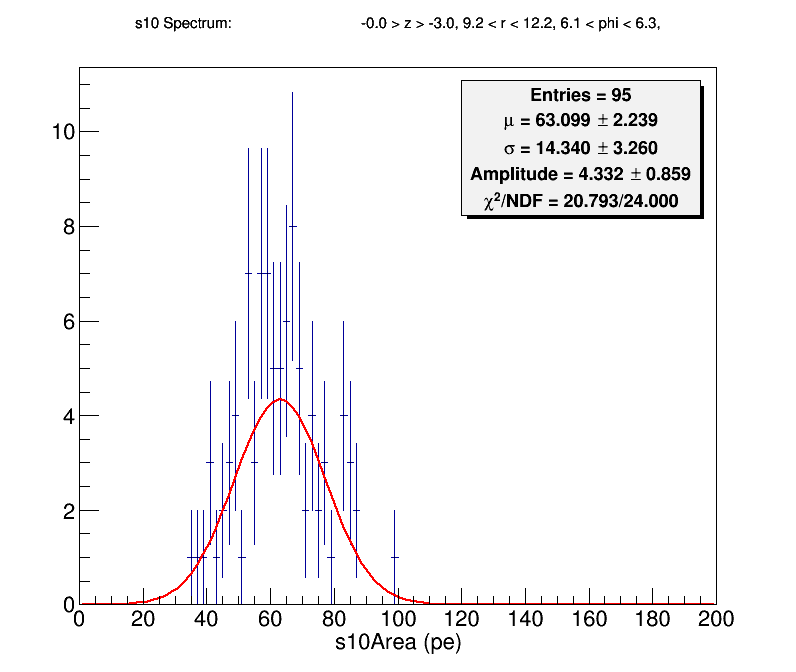 s10 Spectrum: -0.0 > z > -3.0, 9.2 < r < 12.2, 6.1 < phi < 6.3,
Entries = 95
μ = 63.099 ± 2.239
σ = 14.340 ± 3.260
Amplitude = 4.332 ± 0.859
χ²/NDF = 20.793/24.000
10
8
6
4
2
0
0 20 40 60 80 100 120 140 160 180 200
s10Area (pe)